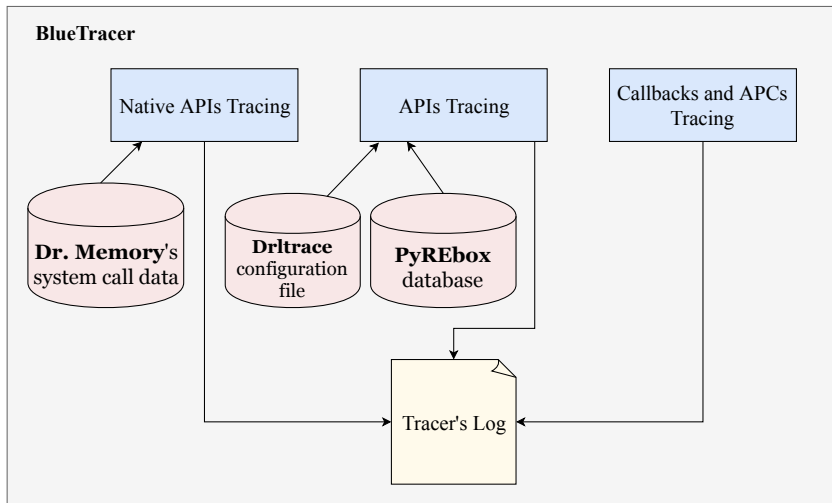 BlueTracer
Native APIs Tracing
APIs Tracing
Callbacks and APCs
Tracing
Dr. Memory's
system call data
Drltrace
configuration
file
PyREbox
database
Tracer's Log